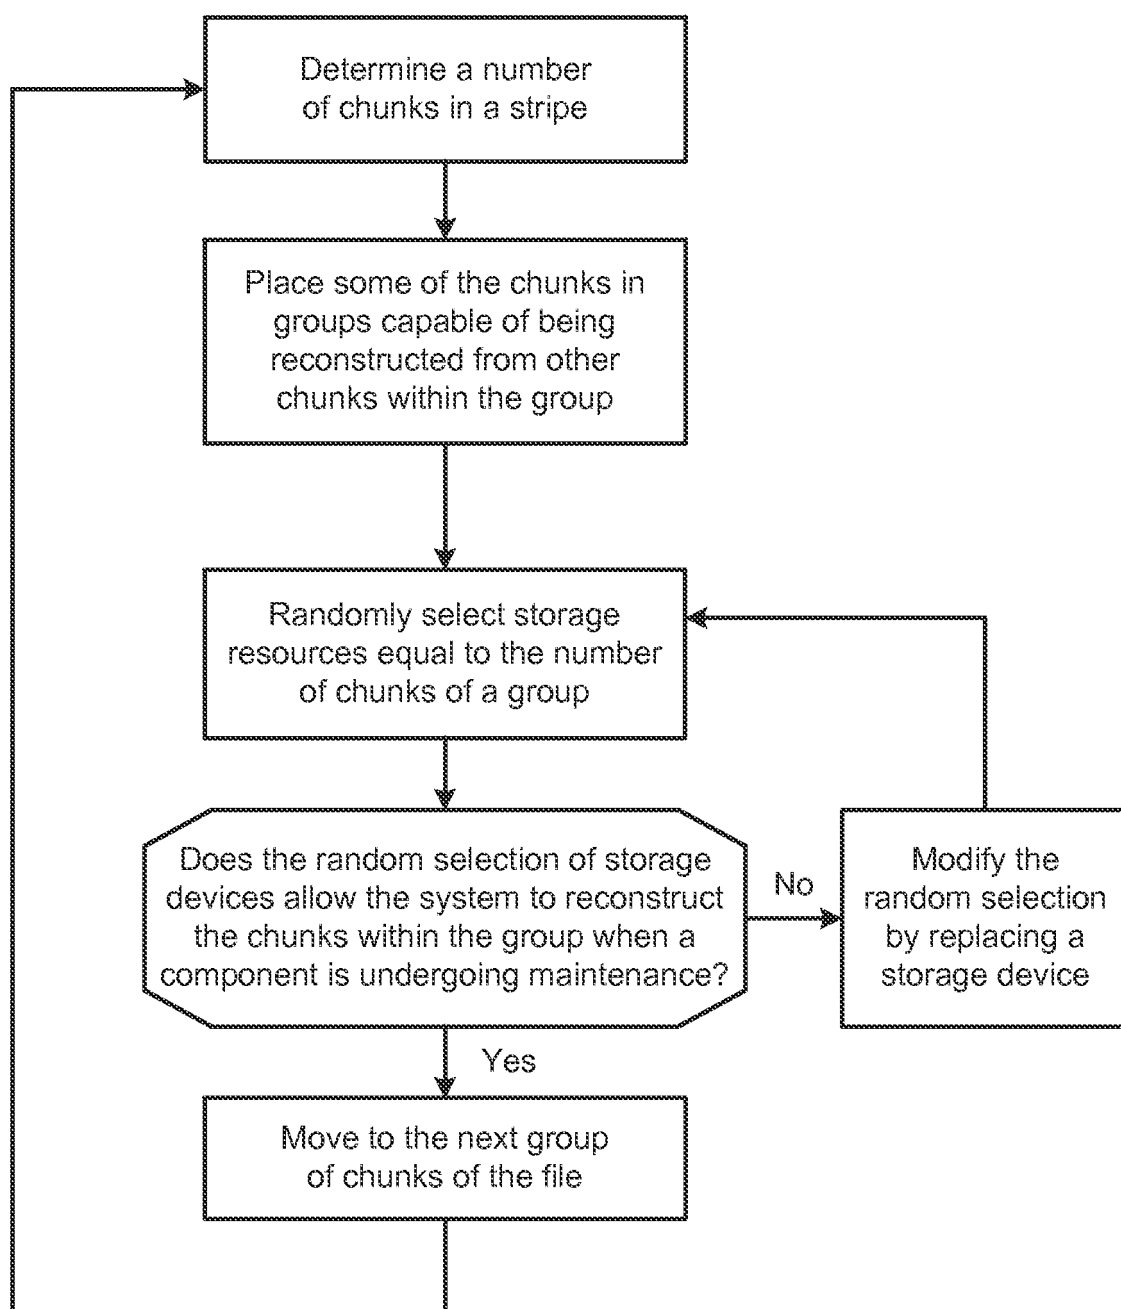 Determine a number
of chunks in a stripe
Place some of the chunks in
groups capable of being
reconstructed from other
chunks within the group
Randomly select storage
resources equal to the number
of chunks of a group
Does the random selection of storage
devices allow the system to reconstruct
the chunks within the group when a
component is undergoing maintenance?
No
Modify the
random selection
by replacing a
storage device
Yes
Move to the next group
of chunks of the file